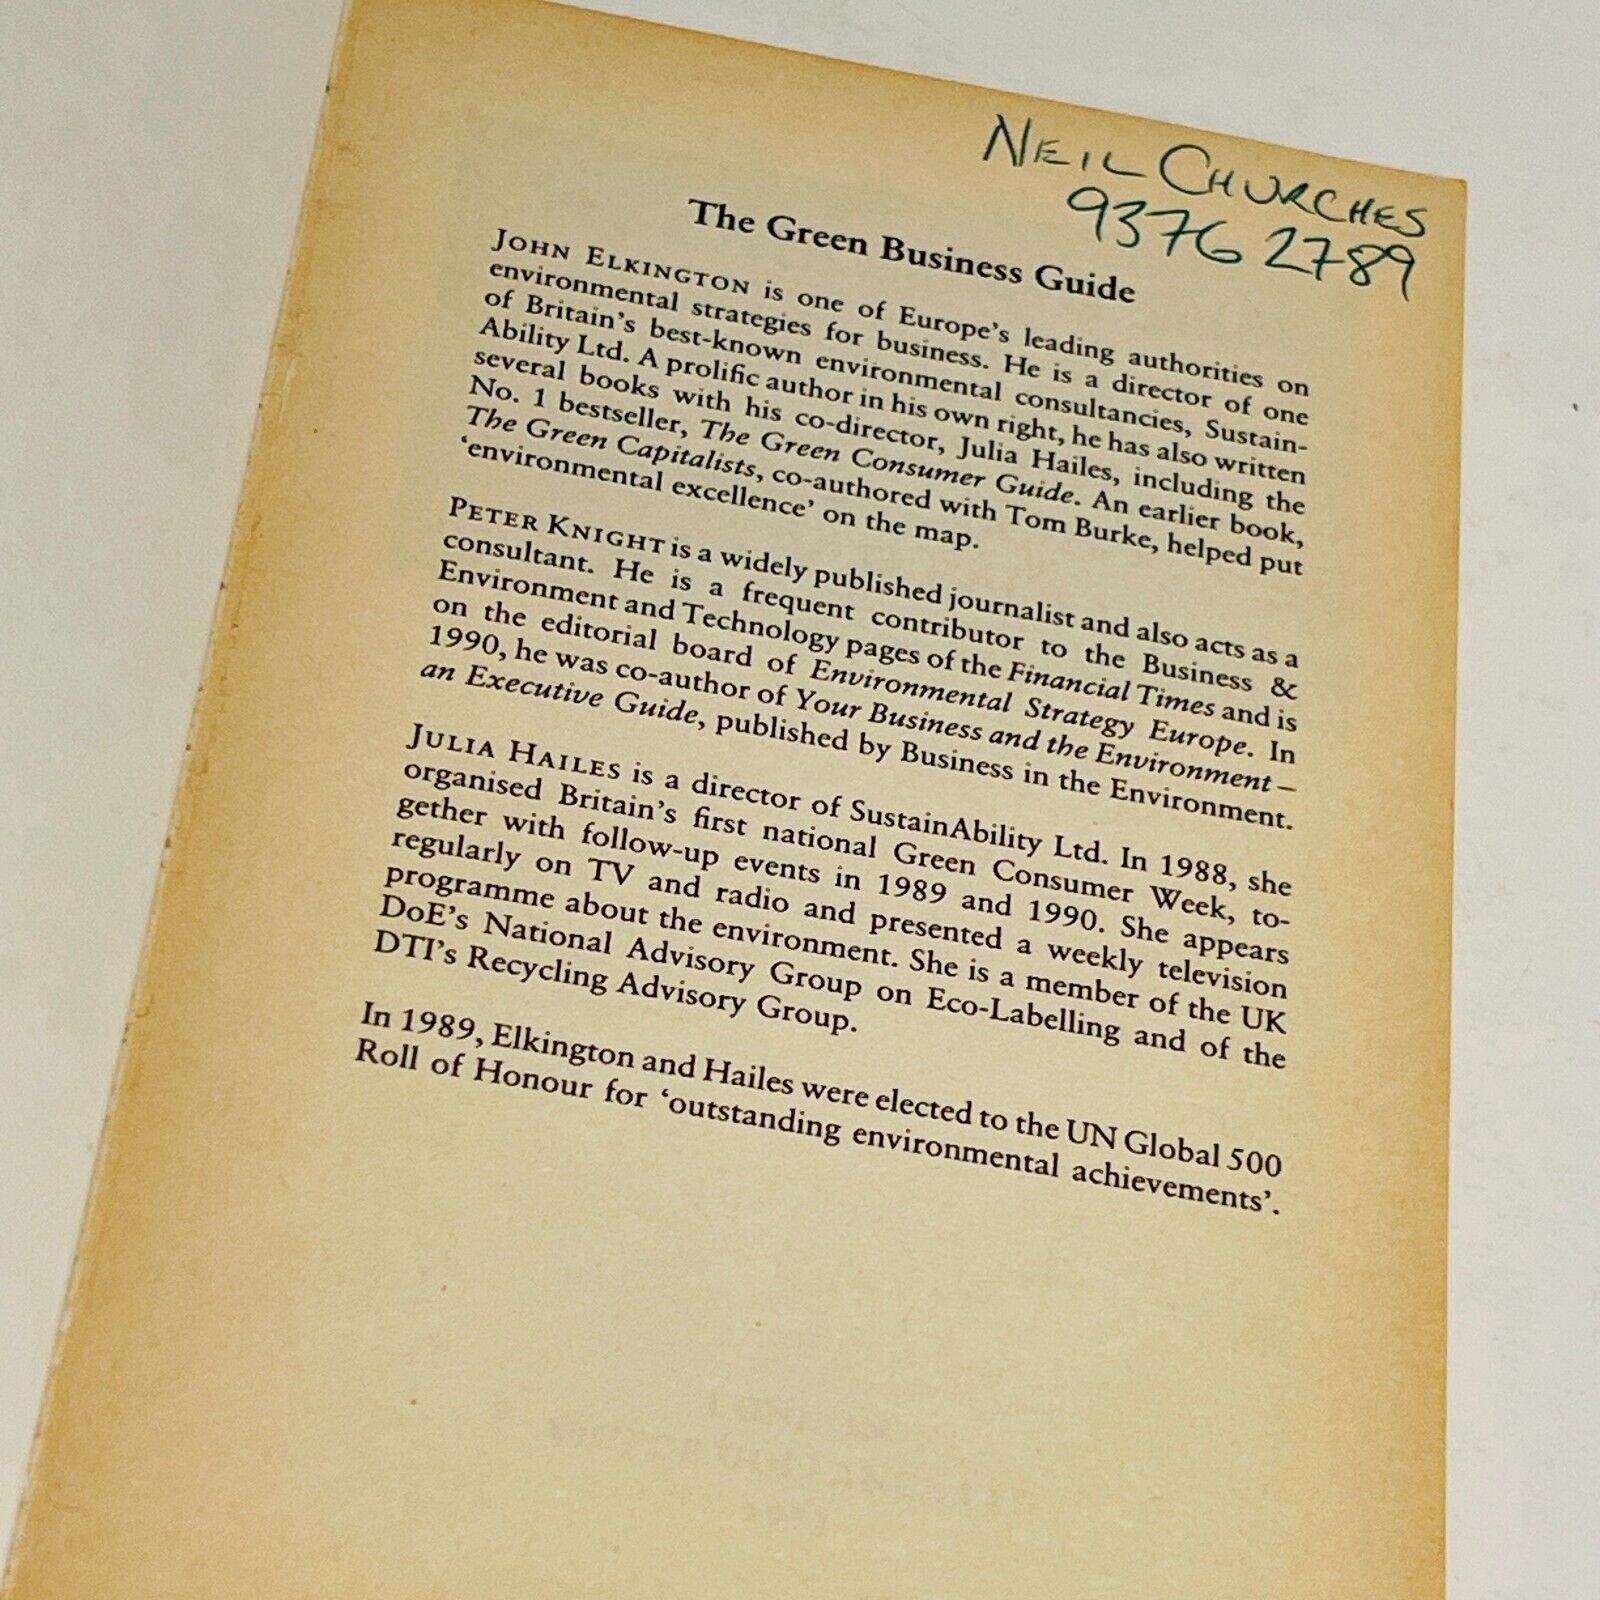 NEIL CHURCHES
9376 2789
The Green Business Guide
JOHN ELKINGTON is one of Europe's leading authorities on
environmental strategies for business. He is a director of one
of Britain's best-known environmental consultancies, Sustain-
Ability Ltd. A prolific author in his own right, he has also written
several books with his co-director, Julia Hailes, including the
No. 1 bestseller, The Green Consumer Guide. An earlier book,
The Green Capitalists, co-authored with Tom Burke, helped put
‘environmental excellence’ on the map.
PETER KNIGHT is a widely published journalist and also acts as a
consultant. He is a frequent contributor to the Business &
Environment and Technology pages of the Financial Times and is
on the editorial board of Environmental Strategy Europe. In
1990, he was co-author of Your Business and the Environment –
an Executive Guide, published by Business in the Environment.
JULIA HAILES is a director of SustainAbility Ltd. In 1988, she
organised Britain's first national Green Consumer Week, to-
gether with follow-up events in 1989 and 1990. She appears
regularly on TV and radio and presented a weekly television
programme about the environment. She is a member of the UK
DoE's National Advisory Group on Eco-Labelling and of the
DTI's Recycling Advisory Group.
In 1989, Elkington and Hailes were elected to the UN Global 500
Roll of Honour for ‘outstanding environmental achievements’.